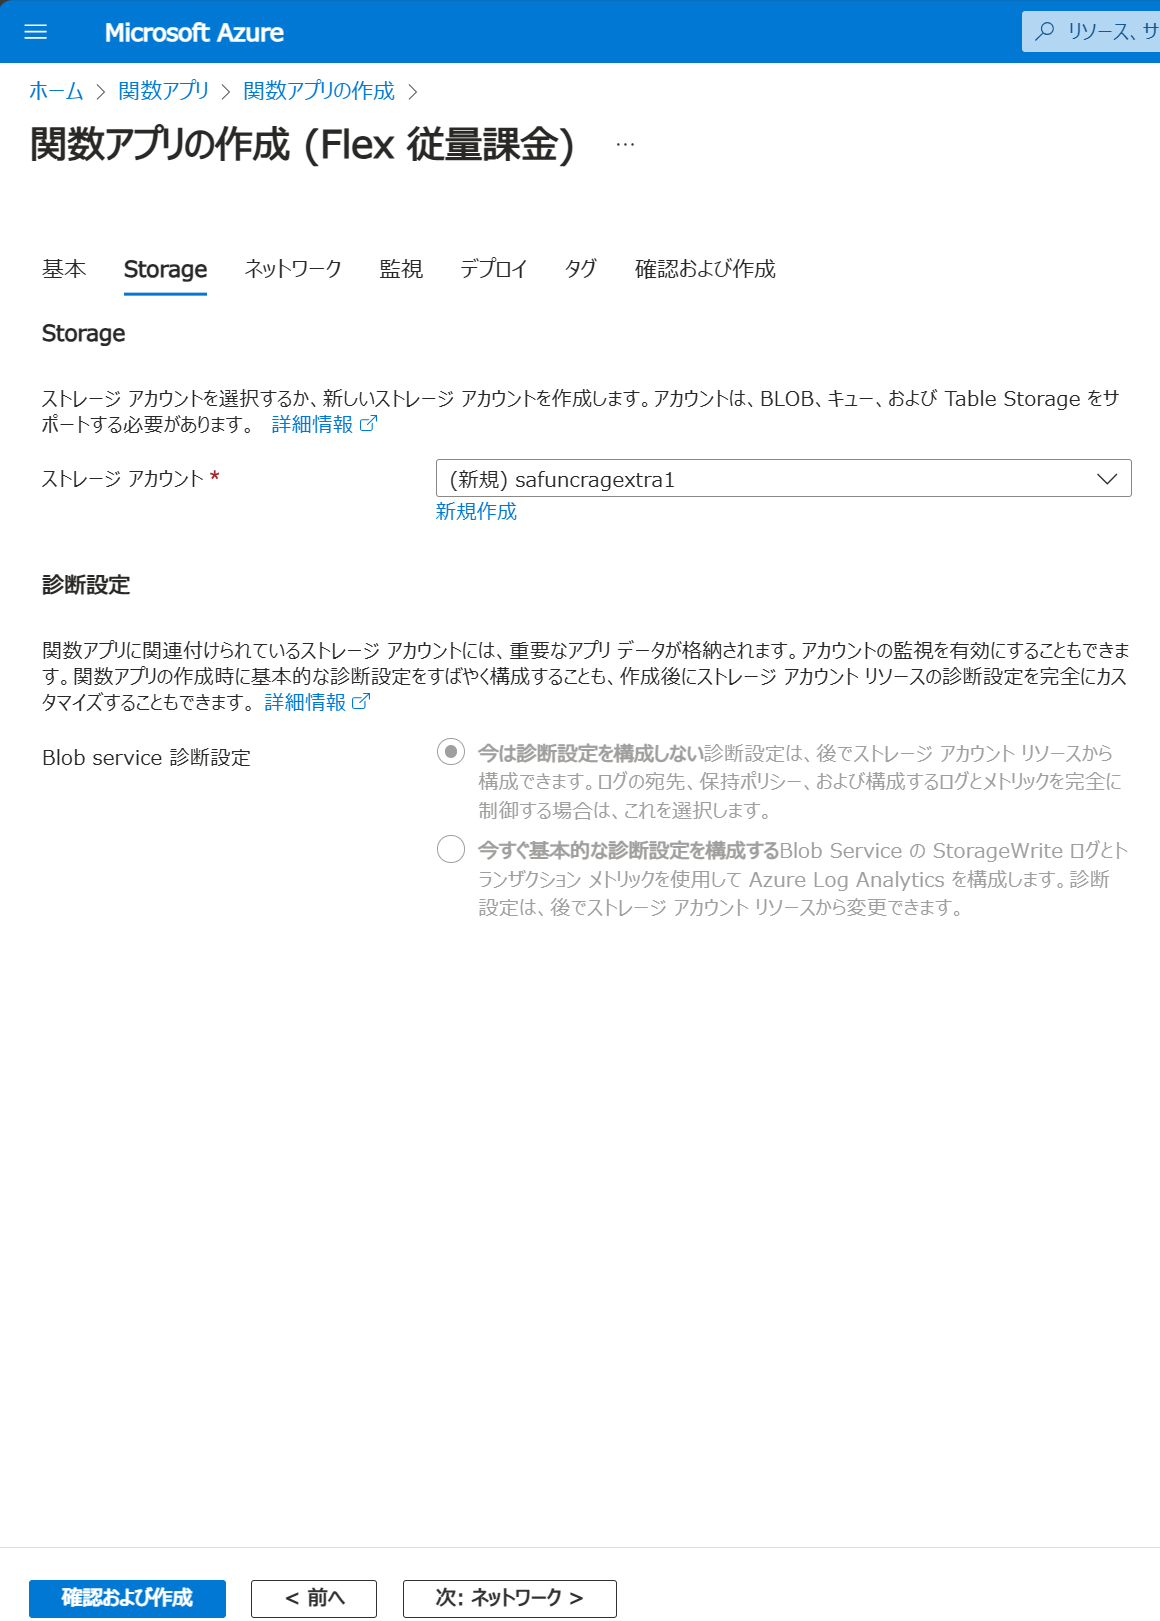 Microsoft Azure
リソース、サ
ホーム > 関数アプリ > 関数アプリの作成 >
関数アプリの作成 (Flex 従量課金) …
基本 Storage ネットワーク 監視 デプロイ タグ 確認および作成
Storage
ストレージ アカウントを選択するか、新しいストレージ アカウントを作成します。アカウントは、BLOB、キュー、および Table Storage をサ
ポートする必要があります。 詳細情報
ストレージ アカウント *
(新規) safuncragextra1
新規作成
診断設定
関数アプリに関連付けられているストレージ アカウントには、重要なアプリ データが格納されます。アカウントの監視を有効にすることもできま
す。関数アプリの作成時に基本的な診断設定をすばやく構成することも、作成後にストレージ アカウント リソースの診断設定を完全にカス
タマイズすることもできます。 詳細情報
Blob service 診断設定
今は診断設定を構成しない診断設定は、後でストレージ アカウント リソースから
構成できます。ログの宛先、保持ポリシー、および構成するログとメトリックを完全に
制御する場合は、これを選択します。
今すぐ基本的な診断設定を構成するBlob Service の StorageWrite ログとト
ランザクション メトリックを使用して Azure Log Analytics を構成します。診断
設定は、後でストレージ アカウント リソースから変更できます。
確認および作成
< 前へ
次: ネットワーク >